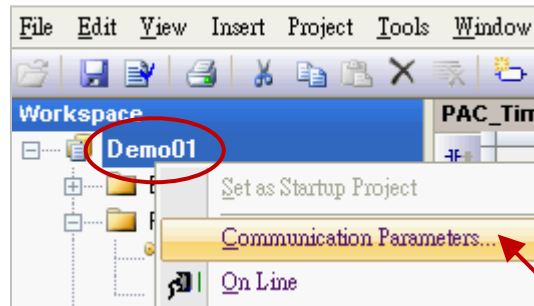 File Edit View Insert Project Tools Window
Workspace
PAC_Tim
Demo01
Set as Startup Project
Communication Parameters...
On Line